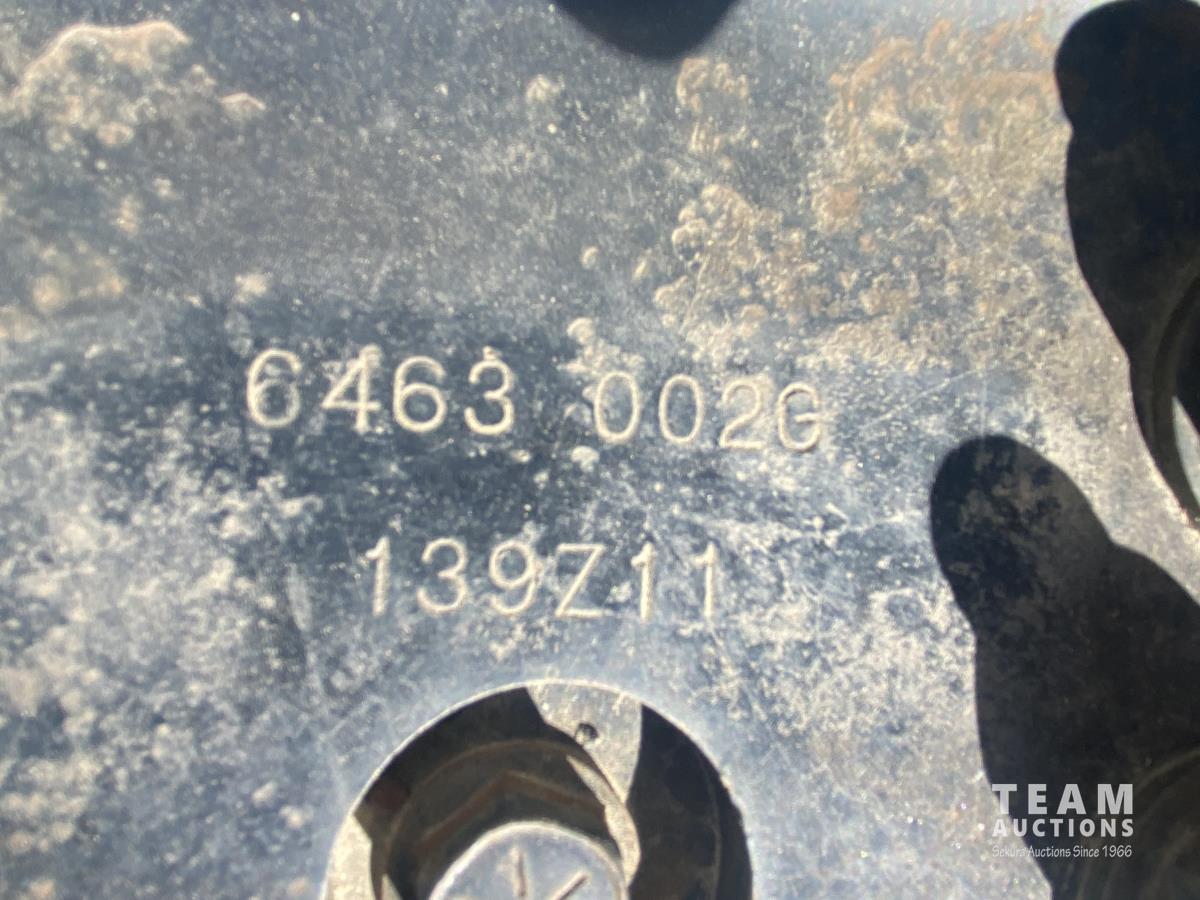 6463 002G
139Z11
TEAM
AUCTIONS
Sekura Auctions Since 1966